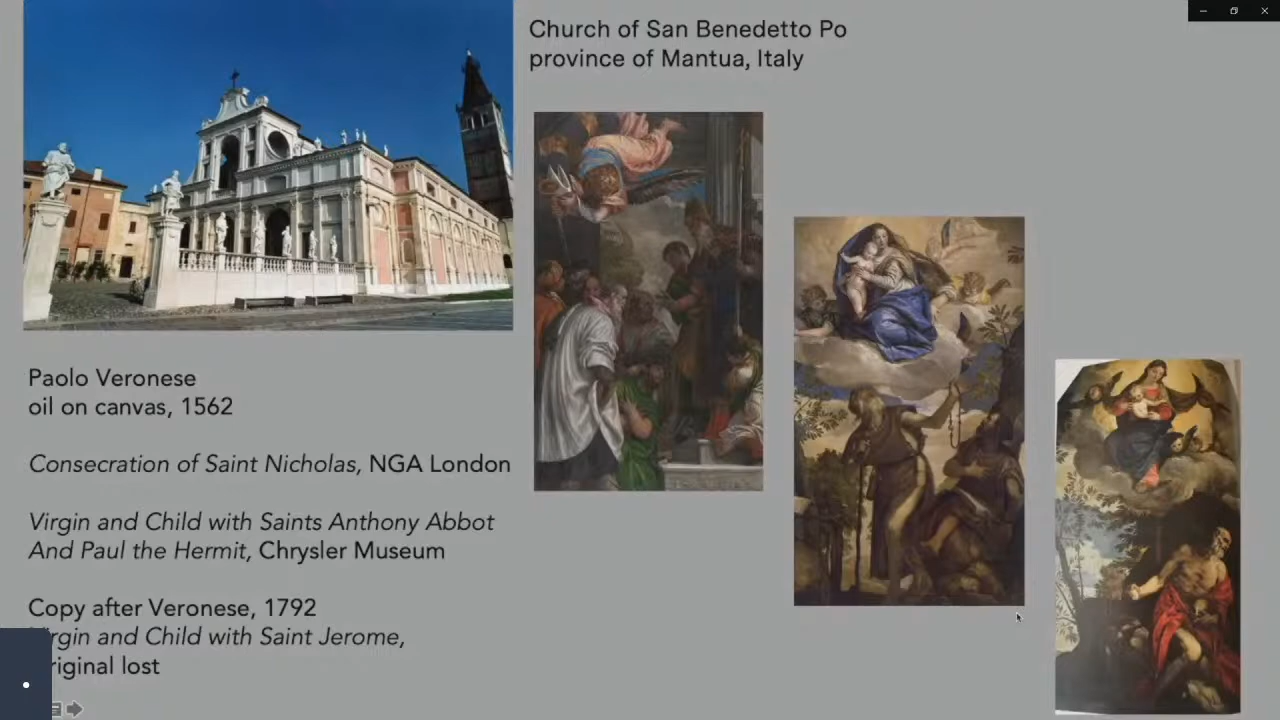 Church of San Benedetto Po
province of Mantua, Italy
Paolo Veronese
oil on canvas, 1562
Consecration of Saint Nicholas, NGA London
Virgin and Child with Saints Anthony Abbot
And Paul the Hermit, Chrysler Museum
Copy after Veronese, 1792
Virgin and Child with Saint Jerome,
original lost